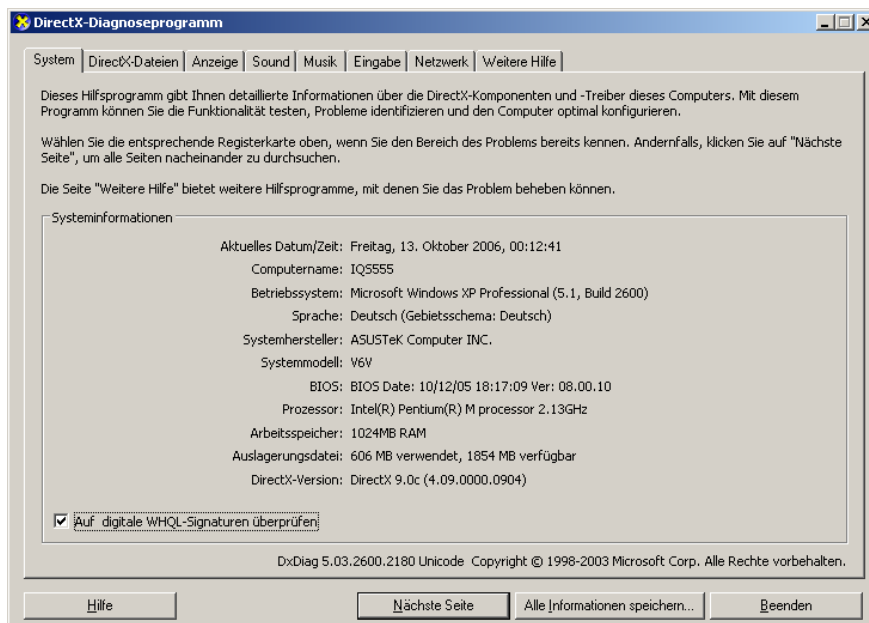 DirectX-Diagnoseprogramm
System DirectX-Dateien Anzeige Sound Musik Eingabe Netzwerk Weitere Hilfe
Dieses Hilfsprogramm gibt Ihnen detaillierte Informationen über die DirectX-Komponenten und -Treiber dieses Computers. Mit diesem
Programm können Sie die Funktionalität testen, Probleme identifizieren und den Computer optimal konfigurieren.
Wählen Sie die entsprechende Registerkarte oben, wenn Sie den Bereich des Problems bereits kennen. Andernfalls, klicken Sie auf "Nächste
Seite", um alle Seiten nacheinander zu durchsuchen.
Die Seite "Weitere Hilfe" bietet weitere Hilfsprogramme, mit denen Sie das Problem beheben können.
Systeminformationen
Aktuelles Datum/Zeit: Freitag, 13. Oktober 2006, 00:12:41
Computername: IQS555
Betriebssystem: Microsoft Windows XP Professional (5.1, Build 2600)
Sprache: Deutsch (Gebietsschema: Deutsch)
Systemhersteller: ASUSTeK Computer INC.
Systemmodell: V6V
BIOS: BIOS Date: 10/12/05 18:17:09 Ver: 08.00.10
Prozessor: Intel(R) Pentium(R) M processor 2.13GHz
Arbeitsspeicher: 1024MB RAM
Auslagerungsdatei: 606 MB verwendet, 1854 MB verfügbar
DirectX-Version: DirectX 9.0c (4.09.0000.0904)
Auf digitale WHQL-Signaturen überprüfen
DxDiag 5.03.2600.2180 Unicode Copyright © 1998-2003 Microsoft Corp. Alle Rechte vorbehalten.
Hilfe Nächste Seite Alle Informationen speichern... Beenden